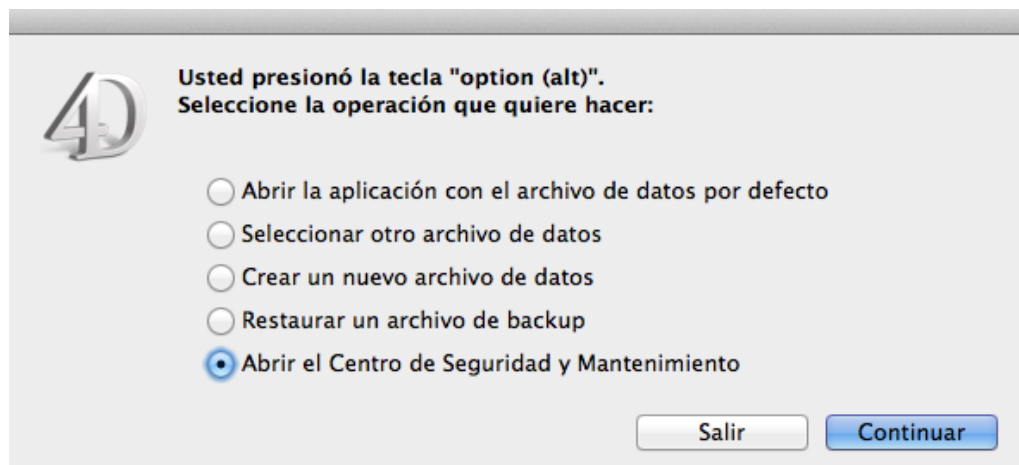 4D
Usted presionó la tecla "option (alt)".
Seleccione la operación que quiere hacer:
Abrir la aplicación con el archivo de datos por defecto
Seleccionar otro archivo de datos
Crear un nuevo archivo de datos
Restaurar un archivo de backup
Abrir el Centro de Seguridad y Mantenimiento
Salir
Continuar